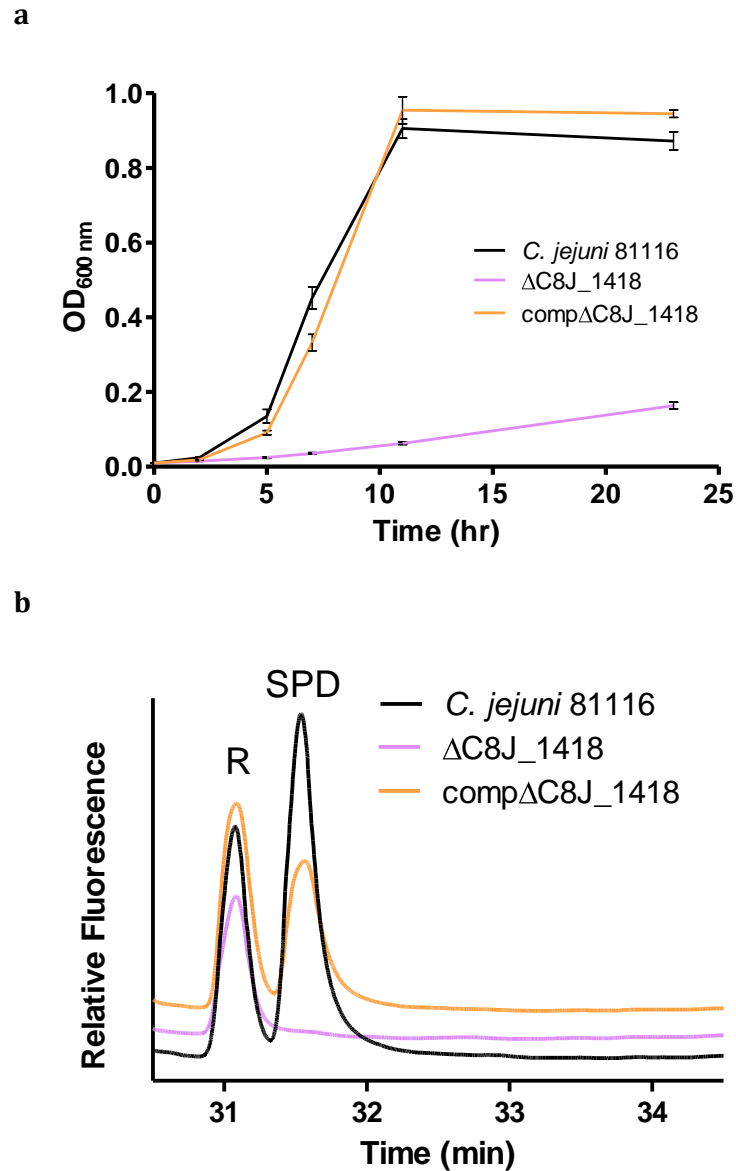 a
OD600 nm
1.0
0.8
0.6
0.4
0.2
0.0
C. jejuni 81116
ΔC8J_1418
compΔC8J_1418
0 5 10 15 20 25
Time (hr)
b
Relative Fluorescence
R
SPD
C. jejuni 81116
ΔC8J_1418
compΔC8J_1418
31 32 33 34
Time (min)